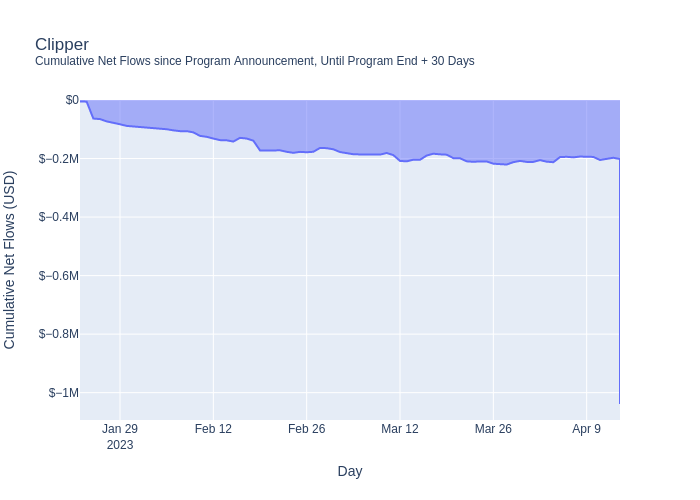 Clipper
Cumulative Net Flows since Program Announcement, Until Program End + 30 Days
Cumulative Net Flows (USD)
$0
$−0.2M
$−0.4M
$−0.6M
$−0.8M
$−1M
Jan 29
2023
Feb 12
Feb 26
Mar 12
Mar 26
Apr 9
Day